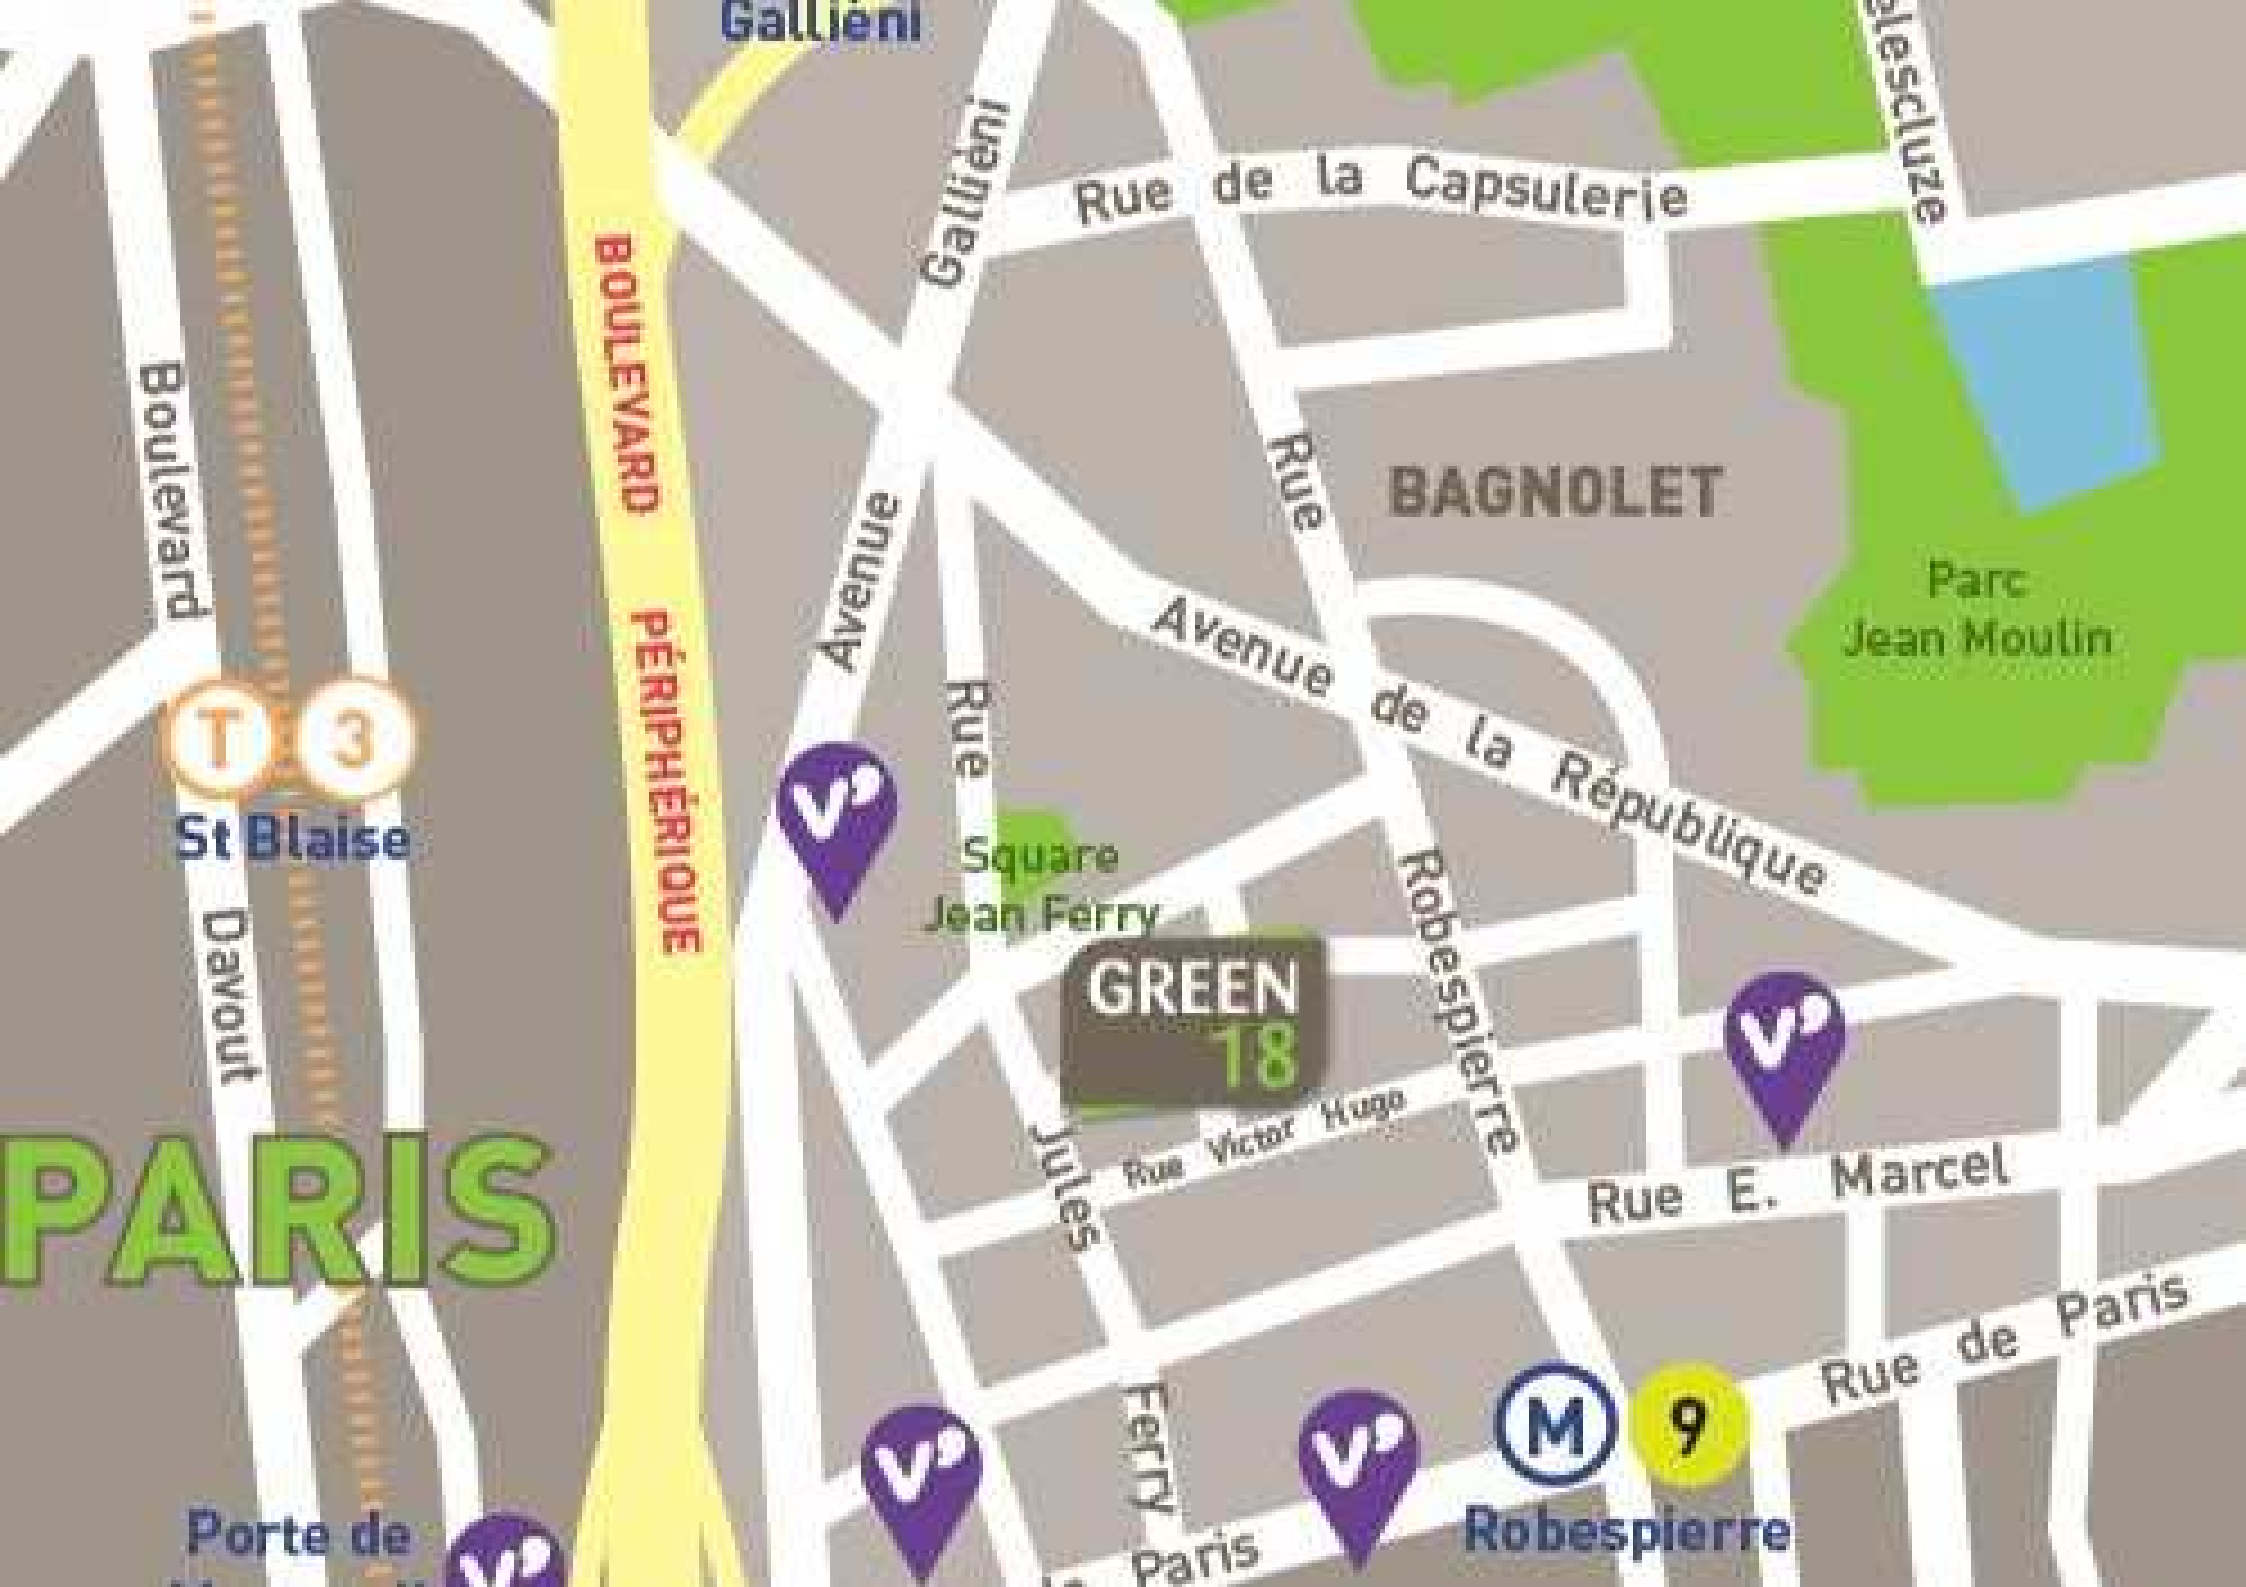 Galliéni
Galliéni
elescluze
Rue de la Capsulerie
BOULEVARD PÉRIPHÉRIQUE
Boulevard
Davout
Avenue
Rue
BAGNOLET
Rue
Robespierre
Parc
Jean Moulin
Avenue de la République
T 3
St Blaise
V'
Square
Jean Ferry
GREEN
18
V'
Jules
Ferry
Rue Victor Hugo
PARIS
Rue E. Marcel
Rue de Paris
V'
V'
M 9
Robespierre
Porte de
V'
Paris